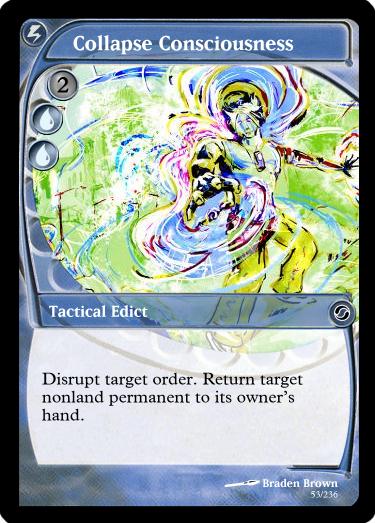 Collapse Consciousness
2
Tactical Edict
Disrupt target order. Return target
nonland permanent to its owner's
hand.
Braden Brown
53/236